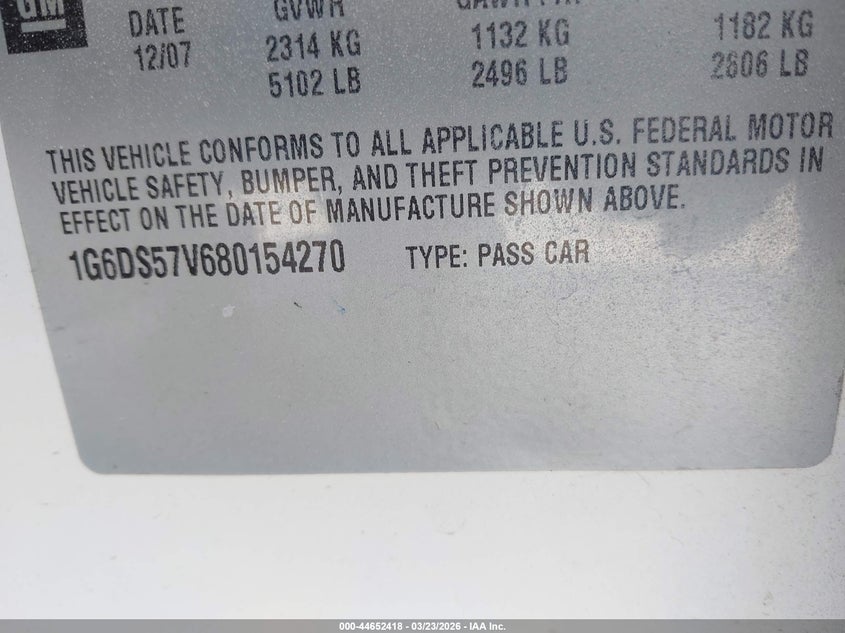 GM
DATE GVWR
12/07 2314 KG 1132 KG 1182 KG
5102 LB 2496 LB 2606 LB
THIS VEHICLE CONFORMS TO ALL APPLICABLE U.S. FEDERAL MOTOR
VEHICLE SAFETY, BUMPER, AND THEFT PREVENTION STANDARDS IN
EFFECT ON THE DATE OF MANUFACTURE SHOWN ABOVE.
1G6DS57V680154270 TYPE: PASS CAR
000-44652418 - 03/23/2026 - IAA Inc.